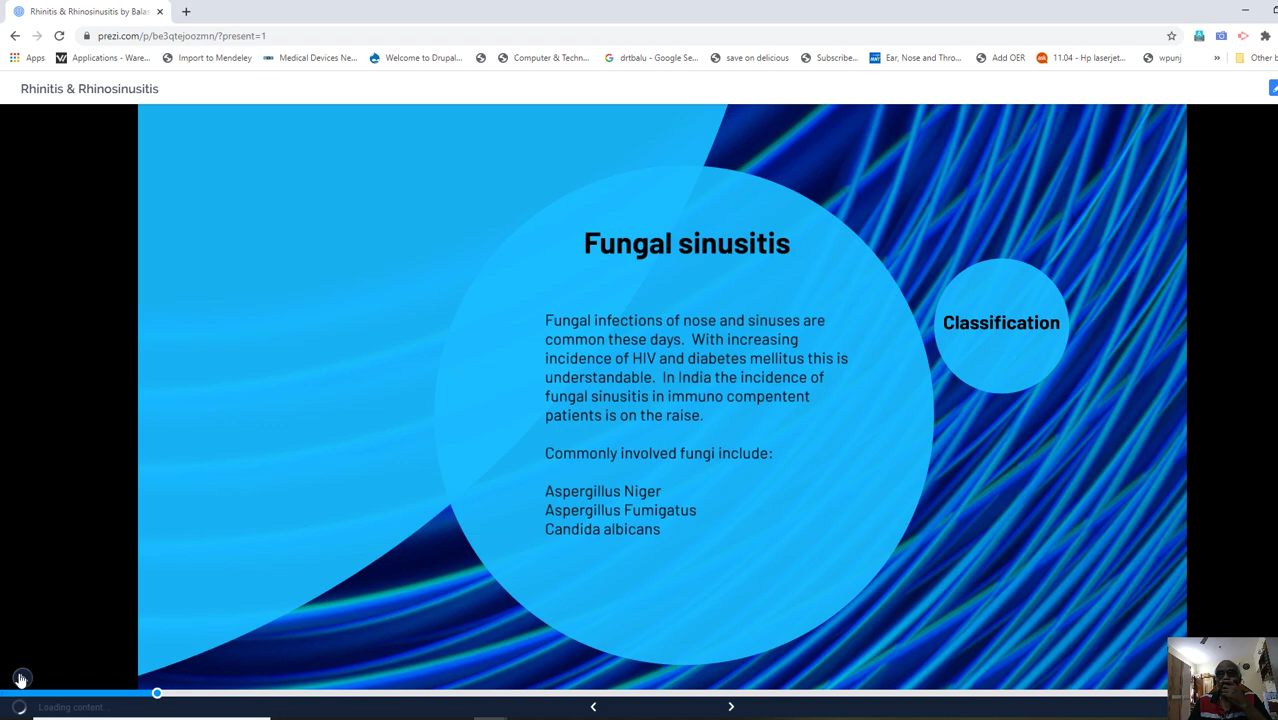 Rhinitis & Rhinosinusitis by Balas
prezi.com/p/be3qtejoozmn/?present=1
Apps
Applications - Ware...
Import to Mendeley
Medical Devices Ne...
Welcome to Drupal...
Computer & Techn...
drtbalu - Google Se...
save on delicious
Subscribe...
Ear, Nose and Thro...
Add OER
11.04 - Hp laserjet...
wpunj
»
Other b
Rhinitis & Rhinosinusitis
Fungal sinusitis
Fungal infections of nose and sinuses are
common these days. With increasing
incidence of HIV and diabetes mellitus this is
understandable. In India the incidence of
fungal sinusitis in immuno compentent
patients is on the raise.
Commonly involved fungi include:
Aspergillus Niger
Aspergillus Fumigatus
Candida albicans
Classification
Loading content...